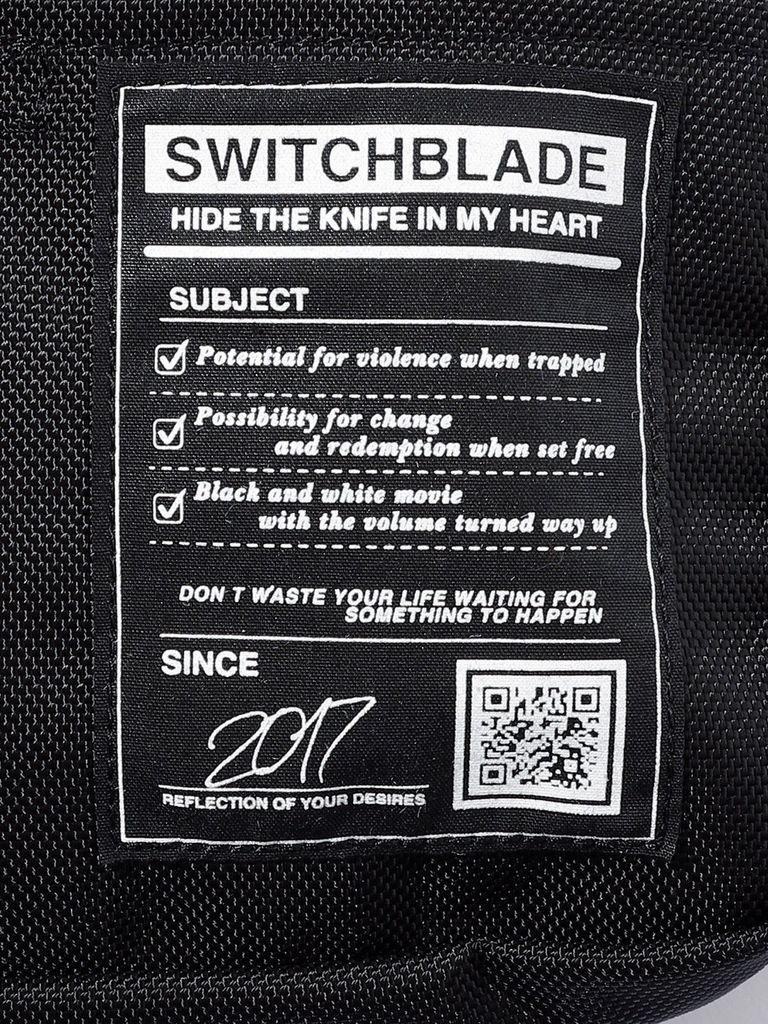 SWITCHBLADE
HIDE THE KNIFE IN MY HEART
SUBJECT
Potential for violence when trapped
Possibility for change
and redemption when set free
Black and white movie
with the volume turned way up
DON T WASTE YOUR LIFE WAITING FOR
SOMETHING TO HAPPEN
SINCE
2017
REFLECTION OF YOUR DESIRES